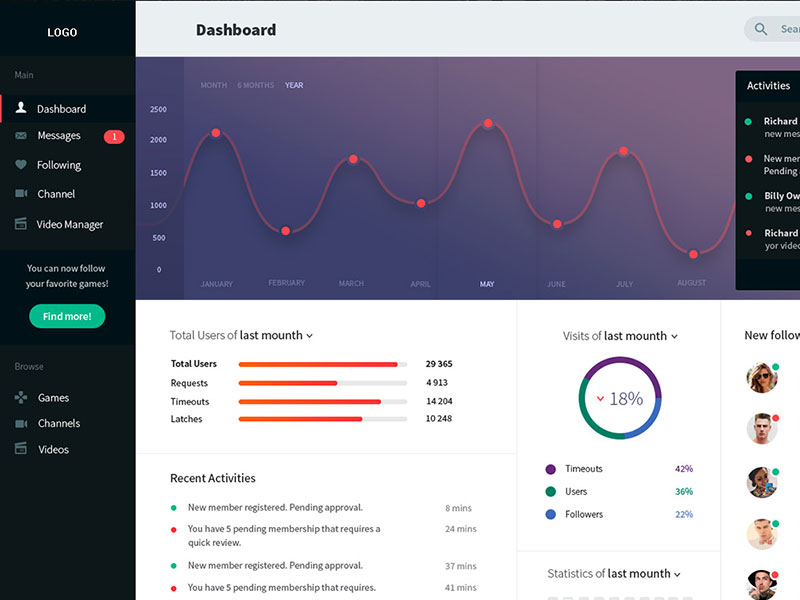 LOGO
Main
Dashboard
Messages 1
Following
Channel
Video Manager
You can now follow
your favorite games!
Find more!
Browse
Games
Channels
Videos
Dashboard
MONTH 6 MONTHS YEAR
2500
2000
1500
1000
500
0
JANUARY FEBRUARY MARCH APRIL MAY JUNE JULY AUGUST
Activities
Richard
new mes
New mem
Pending a
Billy Ow
new mes
Richard
yor video
Total Users of last mounth
Total Users 29 365
Requests 4 913
Timeouts 14 204
Latches 10 248
Recent Activities
New member registered. Pending approval. 8 mins
You have 5 pending membership that requires a 24 mins
quick review.
New member registered. Pending approval. 37 mins
You have 5 pending membership that requires. 41 mins
Visits of last mounth
18%
Timeouts 42%
Users 36%
Followers 22%
Statistics of last mounth
New follow